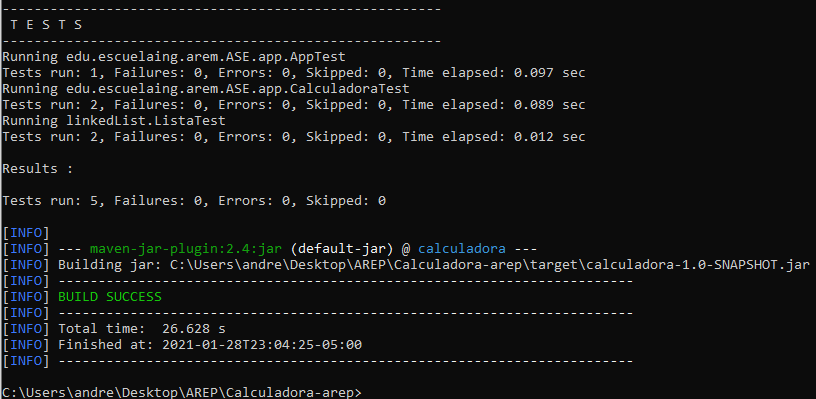 -------------------------------------------------------
 T E S T S
-------------------------------------------------------
Running edu.escuelaing.arem.ASE.app.AppTest
Tests run: 1, Failures: 0, Errors: 0, Skipped: 0, Time elapsed: 0.097 sec
Running edu.escuelaing.arem.ASE.app.CalculadoraTest
Tests run: 2, Failures: 0, Errors: 0, Skipped: 0, Time elapsed: 0.089 sec
Running linkedList.ListaTest
Tests run: 2, Failures: 0, Errors: 0, Skipped: 0, Time elapsed: 0.012 sec

Results :

Tests run: 5, Failures: 0, Errors: 0, Skipped: 0

[INFO]
[INFO] --- maven-jar-plugin:2.4:jar (default-jar) @ calculadora ---
[INFO] Building jar: C:\Users\andre\Desktop\AREP\Calculadora-arep\target\calculadora-1.0-SNAPSHOT.jar
[INFO] ------------------------------------------------------------------------
[INFO] BUILD SUCCESS
[INFO] ------------------------------------------------------------------------
[INFO] Total time:  26.628 s
[INFO] Finished at: 2021-01-28T23:04:25-05:00
[INFO] ------------------------------------------------------------------------

C:\Users\andre\Desktop\AREP\Calculadora-arep>